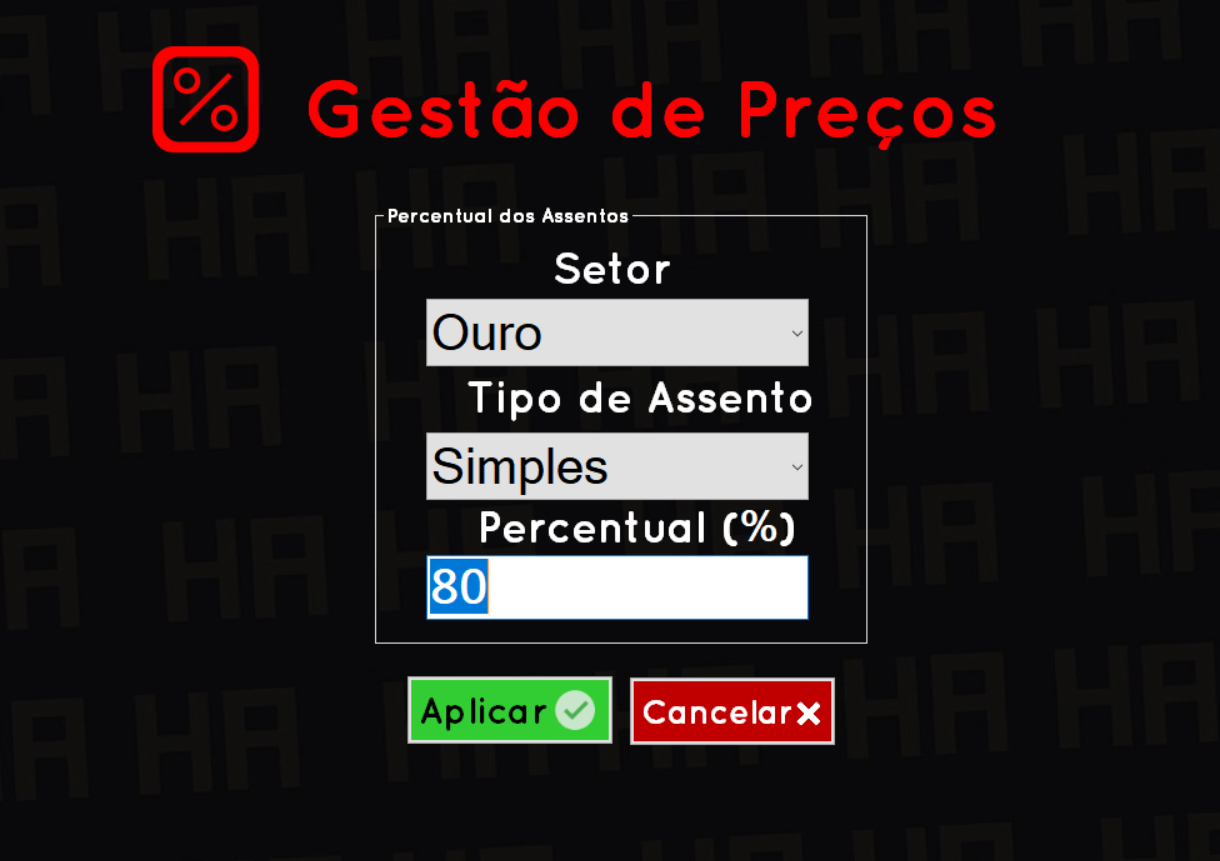 Gestão de Preços
Percentual dos Assentos
Setor
Ouro
Tipo de Assento
Simples
Percentual (%)
80
Aplicar
Cancelar